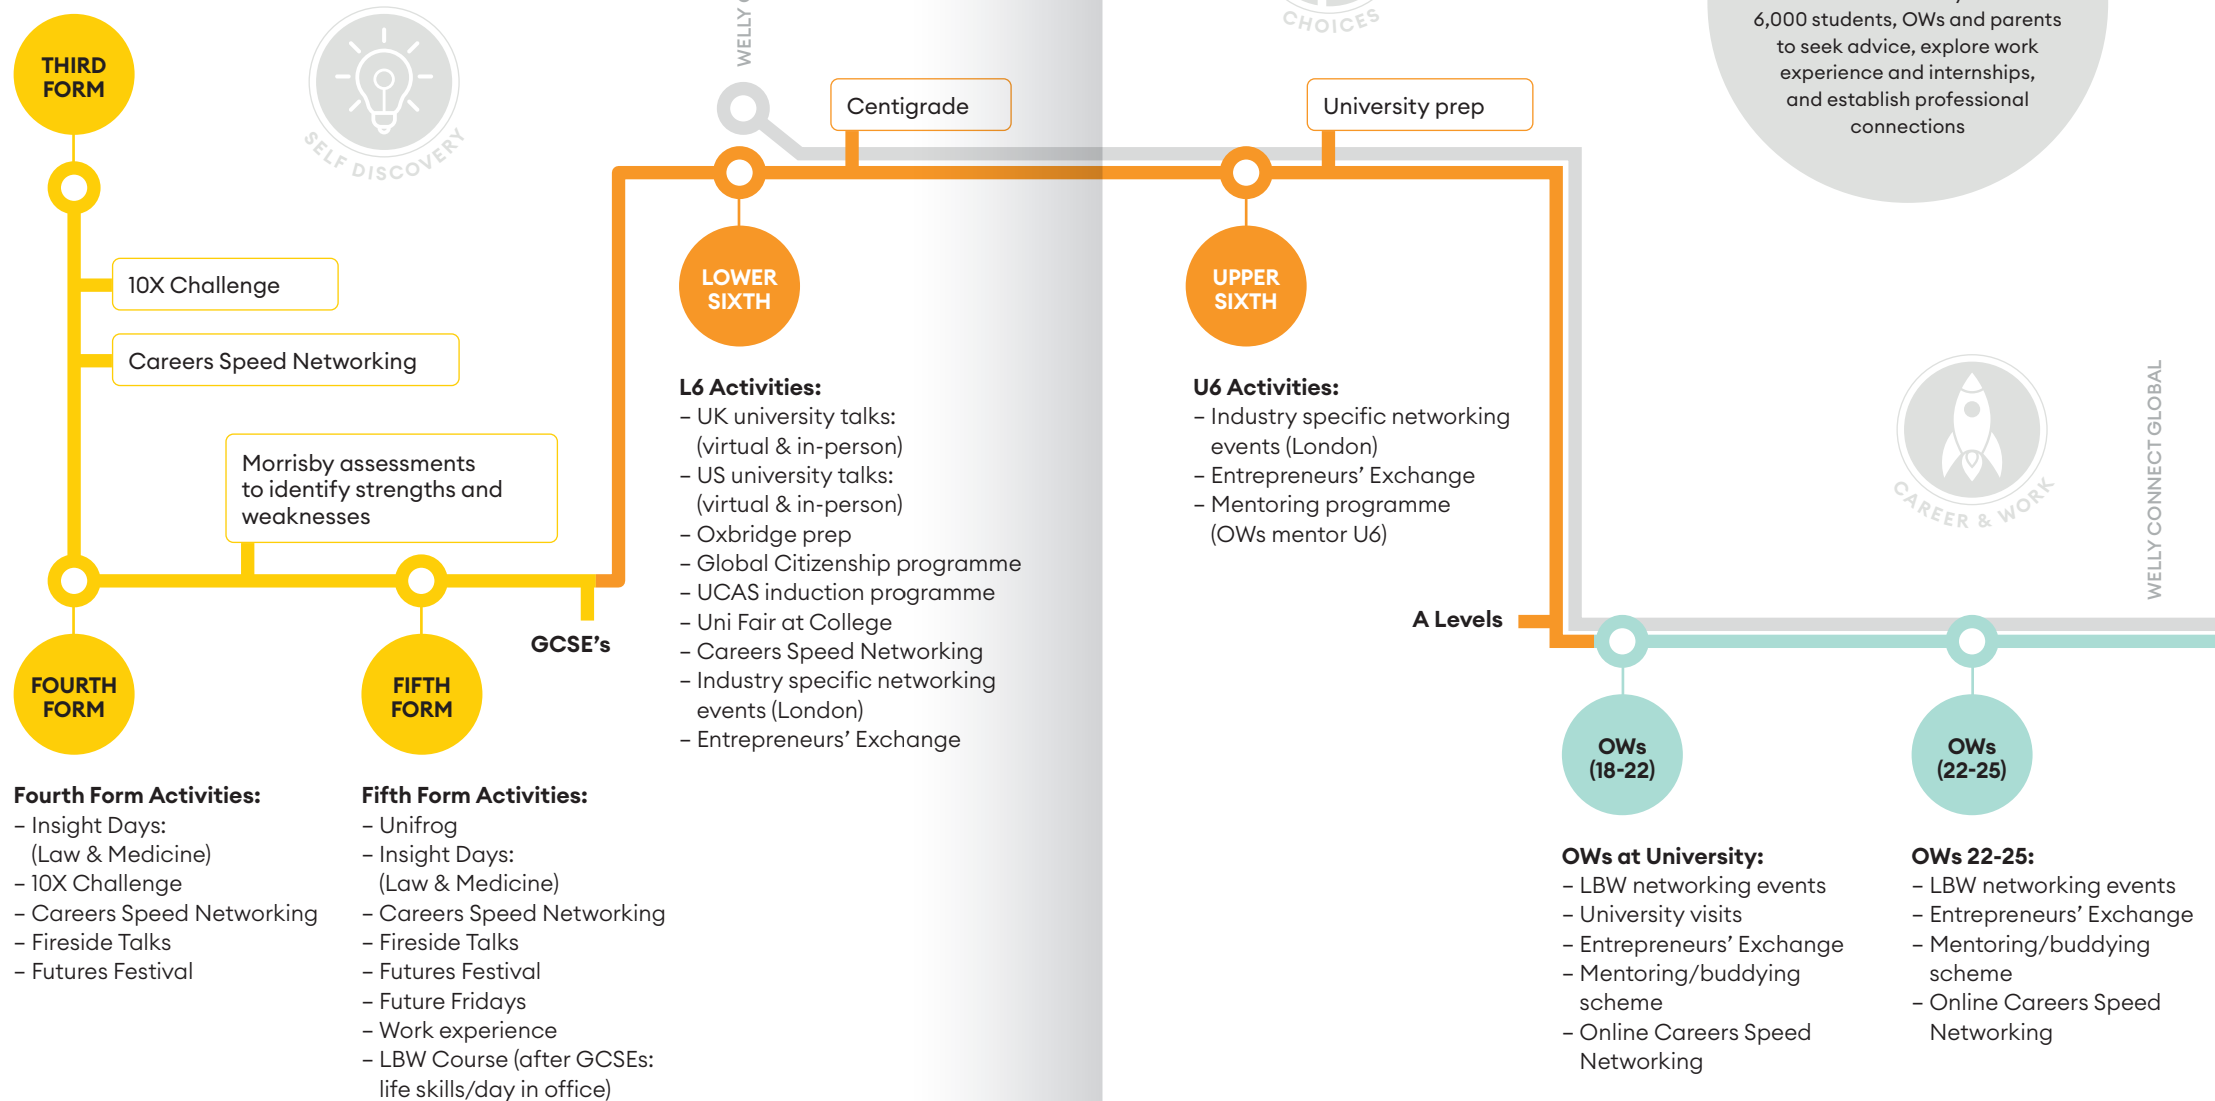 THIRD
FORM
SELF DISCOVERY
10X Challenge
Careers Speed Networking
Morrisby assessments
to identify strengths and
weaknesses
GCSE’s
FOURTH
FORM
Fourth Form Activities:
– Insight Days:
(Law & Medicine)
– 10X Challenge
– Careers Speed Networking
– Fireside Talks
– Futures Festival
FIFTH
FORM
Fifth Form Activities:
– Unifrog
– Insight Days:
(Law & Medicine)
– Careers Speed Networking
– Fireside Talks
– Futures Festival
– Future Fridays
– Work experience
– LBW Course (after GCSEs:
life skills/day in office)
WELLY
Centigrade
LOWER
SIXTH
L6 Activities:
– UK university talks:
(virtual & in-person)
– US university talks:
(virtual & in-person)
– Oxbridge prep
– Global Citizenship programme
– UCAS induction programme
– Uni Fair at College
– Careers Speed Networking
– Industry specific networking
events (London)
– Entrepreneurs’ Exchange
CHOICES
University prep
UPPER
SIXTH
U6 Activities:
– Industry specific networking
events (London)
– Entrepreneurs’ Exchange
– Mentoring programme
(OWs mentor U6)
A Levels
6,000 students, OWs and parents
to seek advice, explore work
experience and internships,
and establish professional
connections
CAREER & WORK
WELLY CONNECT GLOBAL
OWs
(18-22)
OWs at University:
– LBW networking events
– University visits
– Entrepreneurs’ Exchange
– Mentoring/buddying
scheme
– Online Careers Speed
Networking
OWs
(22-25)
OWs 22-25:
– LBW networking events
– Entrepreneurs’ Exchange
– Mentoring/buddying
scheme
– Online Careers Speed
Networking